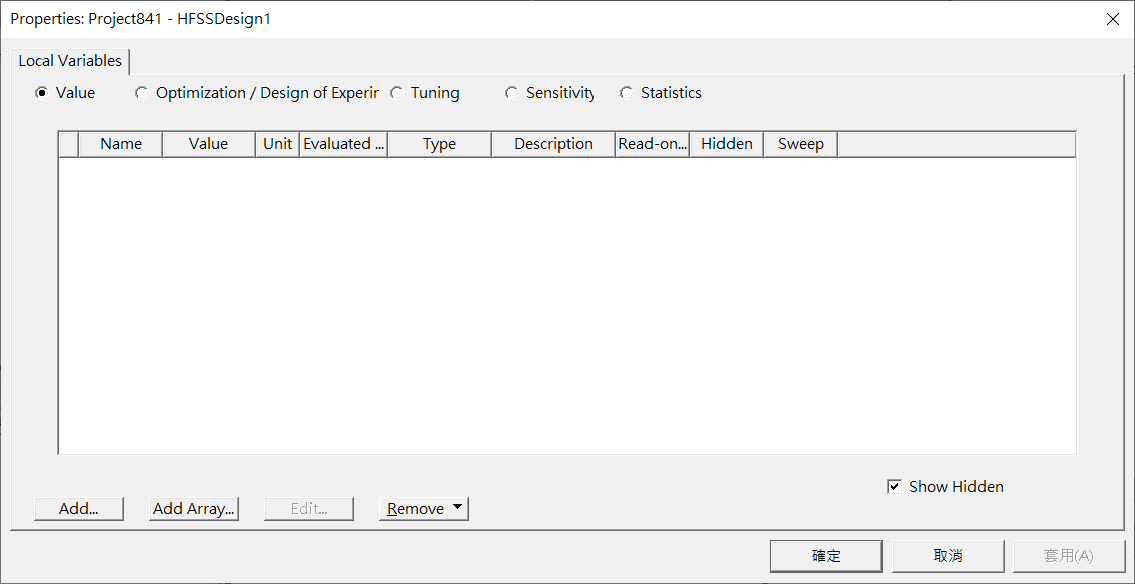 Properties: Project841 - HFSSDesign1
Local Variables
Value Optimization / Design of Experir Tuning Sensitivity Statistics
Name Value Unit Evaluated ... Type Description Read-on... Hidden Sweep
Show Hidden
Add... Add Array... Edit... Remove
確定 取消 套用(A)